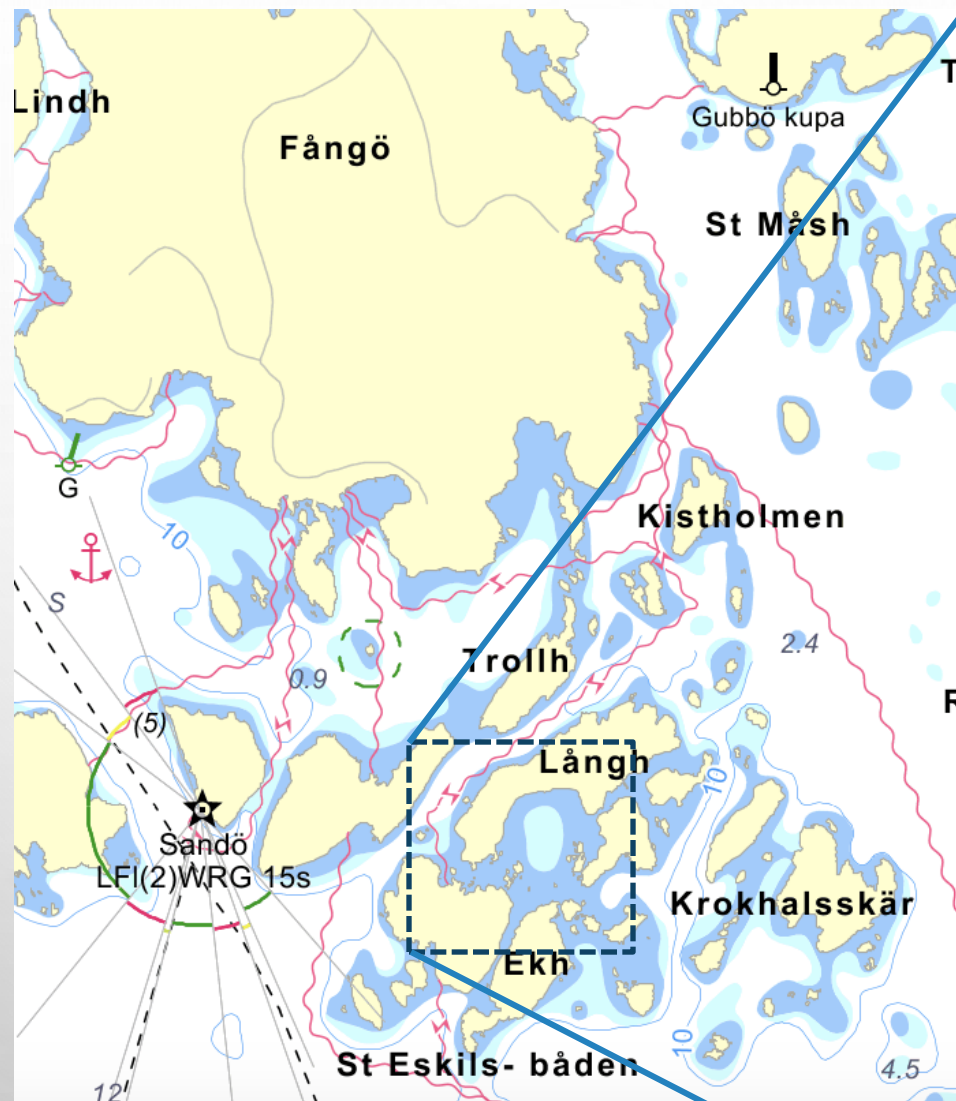 T
Lindh
Gubbö kupa
Fångö
St Måsh
G
Kistholmen
10
S
2.4
Trollh
0.9
R
(5)
Långh
10
Sandö
LFl(2)WRG 15s
Krokhalsskär
Ekh
10
St Eskils- båden
4.5
12